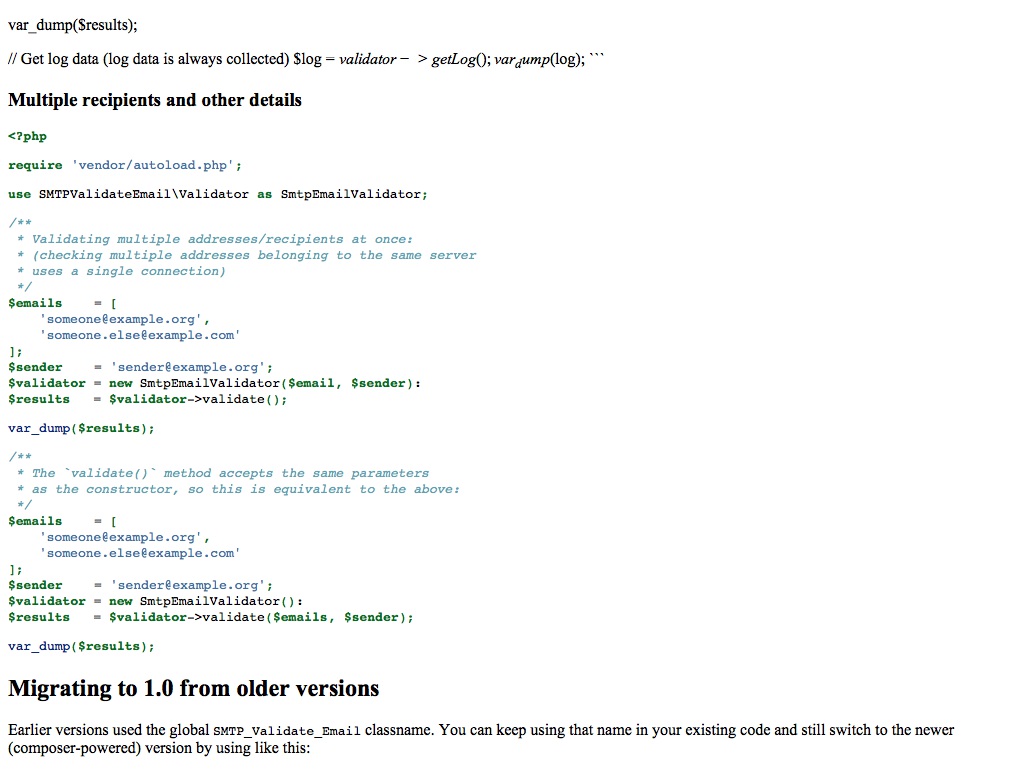 var_dump($results);
// Get log data (log data is always collected) $log = validator − > getLog(); var_dump(log); ```
Multiple recipients and other details
<?php
require 'vendor/autoload.php';
use SMTPValidateEmail\Validator as SmtpEmailValidator;
/**
 * Validating multiple addresses/recipients at once:
 * (checking multiple addresses belonging to the same server
 * uses a single connection)
 */
$emails    = [
    'someone@example.org',
    'someone.else@example.com'
];
$sender    = 'sender@example.org';
$validator = new SmtpEmailValidator($email, $sender):
$results   = $validator->validate();
var_dump($results);
/**
 * The `validate()` method accepts the same parameters
 * as the constructor, so this is equivalent to the above:
 */
$emails    = [
    'someone@example.org',
    'someone.else@example.com'
];
$sender    = 'sender@example.org';
$validator = new SmtpEmailValidator():
$results   = $validator->validate($emails, $sender);
var_dump($results);
Migrating to 1.0 from older versions
Earlier versions used the global SMTP_Validate_Email classname. You can keep using that name in your existing code and still switch to the newer
(composer-powered) version by using like this: